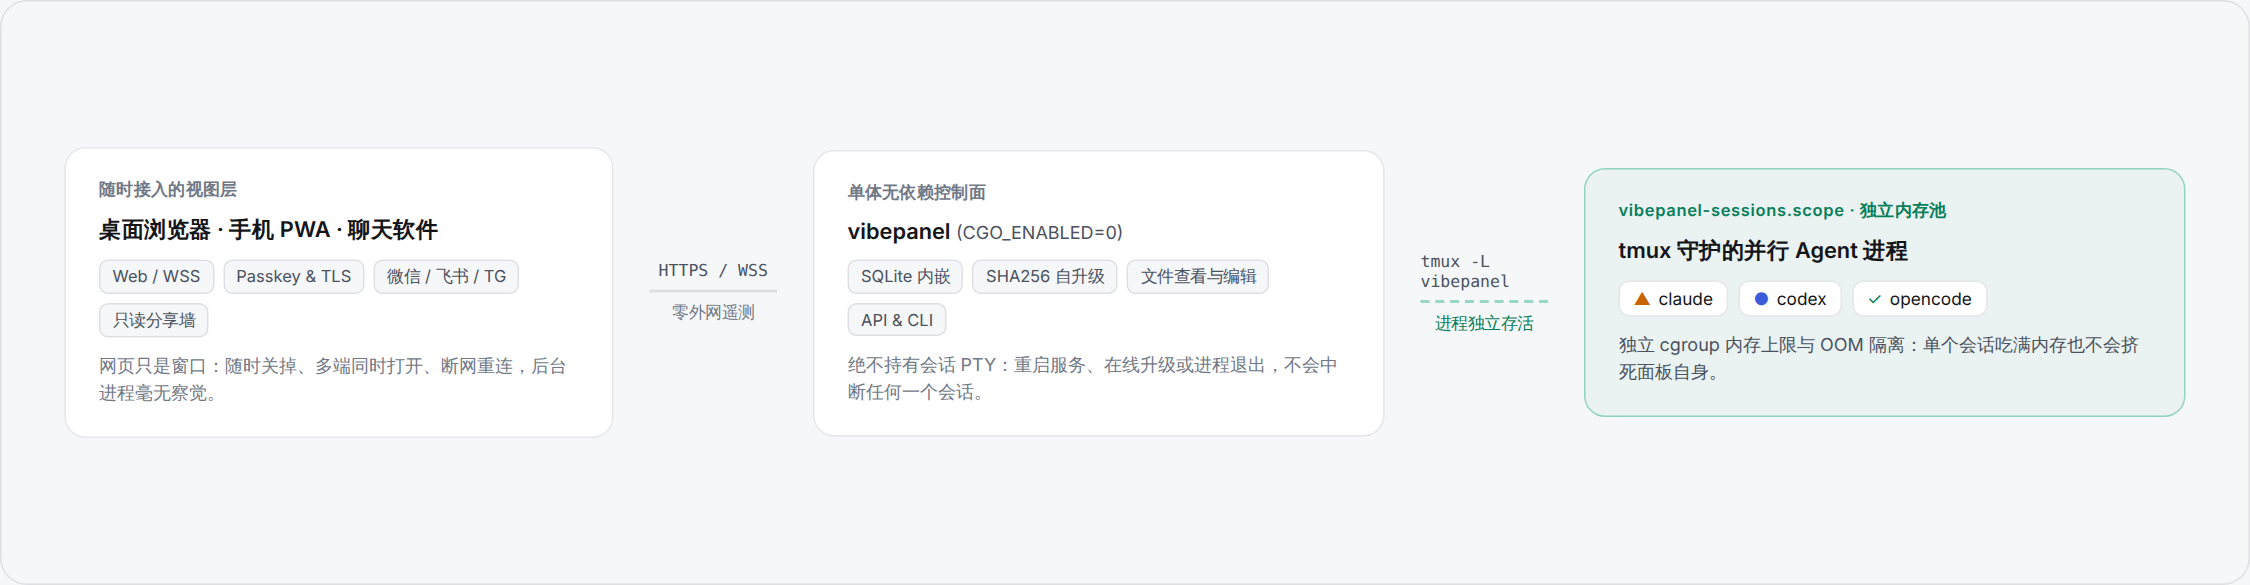 随时接入的视图层
桌面浏览器 · 手机 PWA · 聊天软件
Web / WSS
Passkey & TLS
微信 / 飞书 / TG
只读分享墙
网页只是窗口：随时关掉、多端同时打开、断网重连，后台
进程毫无察觉。
HTTPS / WSS
零外网遥测
单体无依赖控制面
vibepanel (CGO_ENABLED=0)
SQLite 内嵌
SHA256 自升级
文件查看与编辑
API & CLI
绝不持有会话 PTY：重启服务、在线升级或进程退出，不会中
断任何一个会话。
tmux -L
vibepanel
进程独立存活
vibepanel-sessions.scope · 独立内存池
tmux 守护的并行 Agent 进程
claude
codex
opencode
独立 cgroup 内存上限与 OOM 隔离：单个会话吃满内存也不会挤
死面板自身。